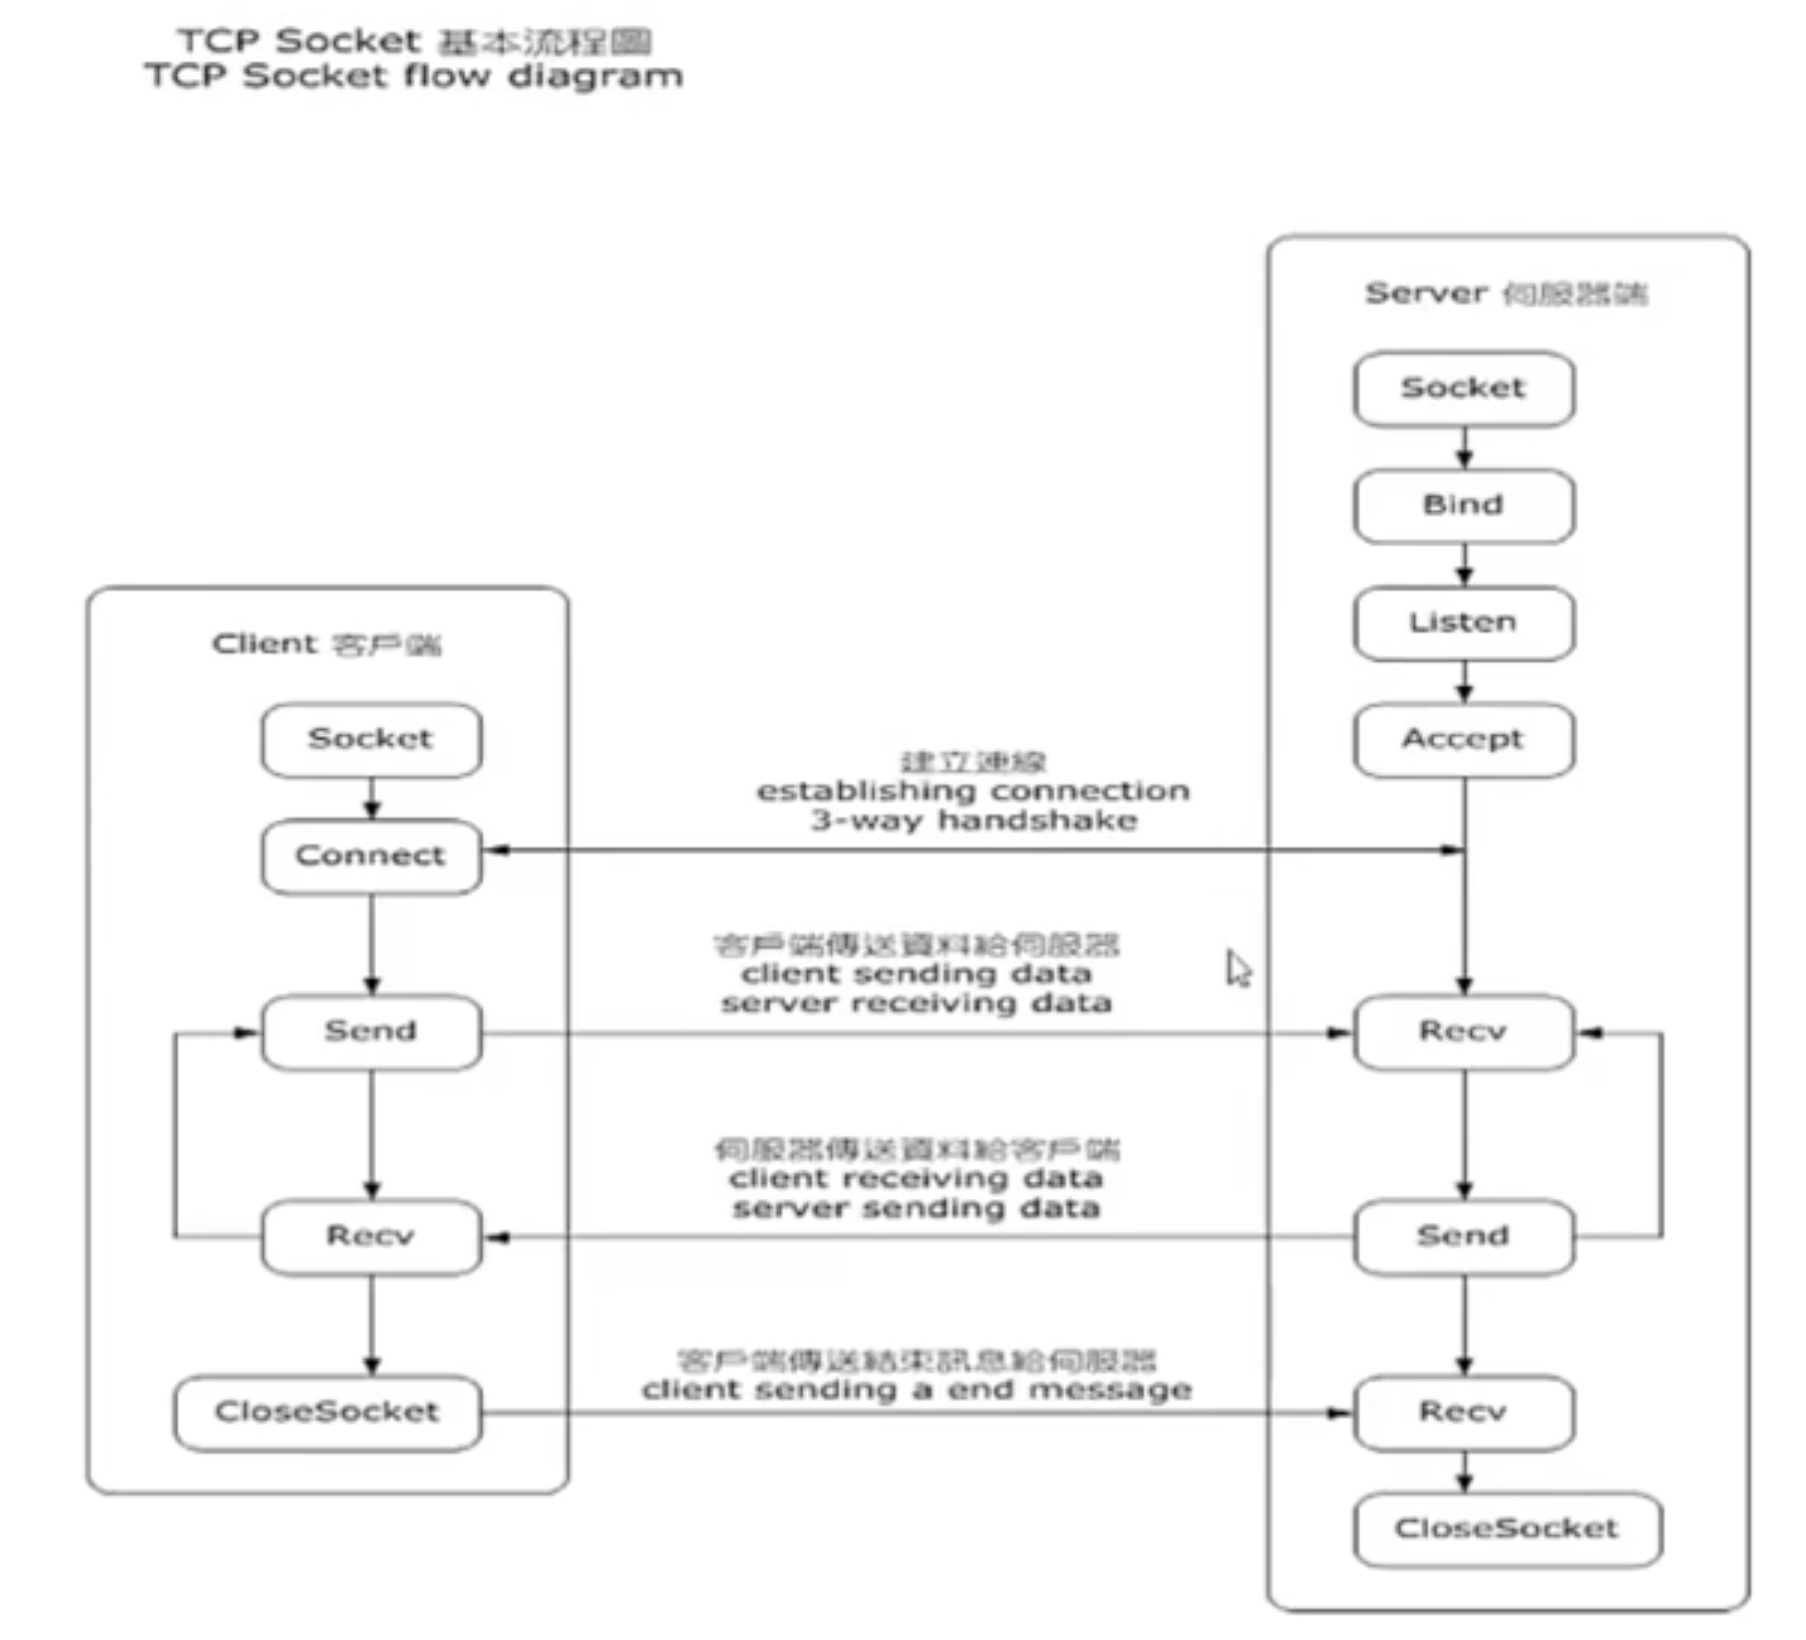 TCP Socket 基本流程圖
TCP Socket flow diagram
Server 伺服器端
Socket
Bind
Listen
Accept
Client 客戶端
Socket
Connect
建立連線
establishing connection
3-way handshake
客戶端傳送資料給伺服器
client sending data
server receiving data
Send
Recv
伺服器傳送資料給客戶端
client receiving data
server sending data
Recv
Send
客戶端傳送結束訊息給伺服器
client sending a end message
CloseSocket
Recv
CloseSocket